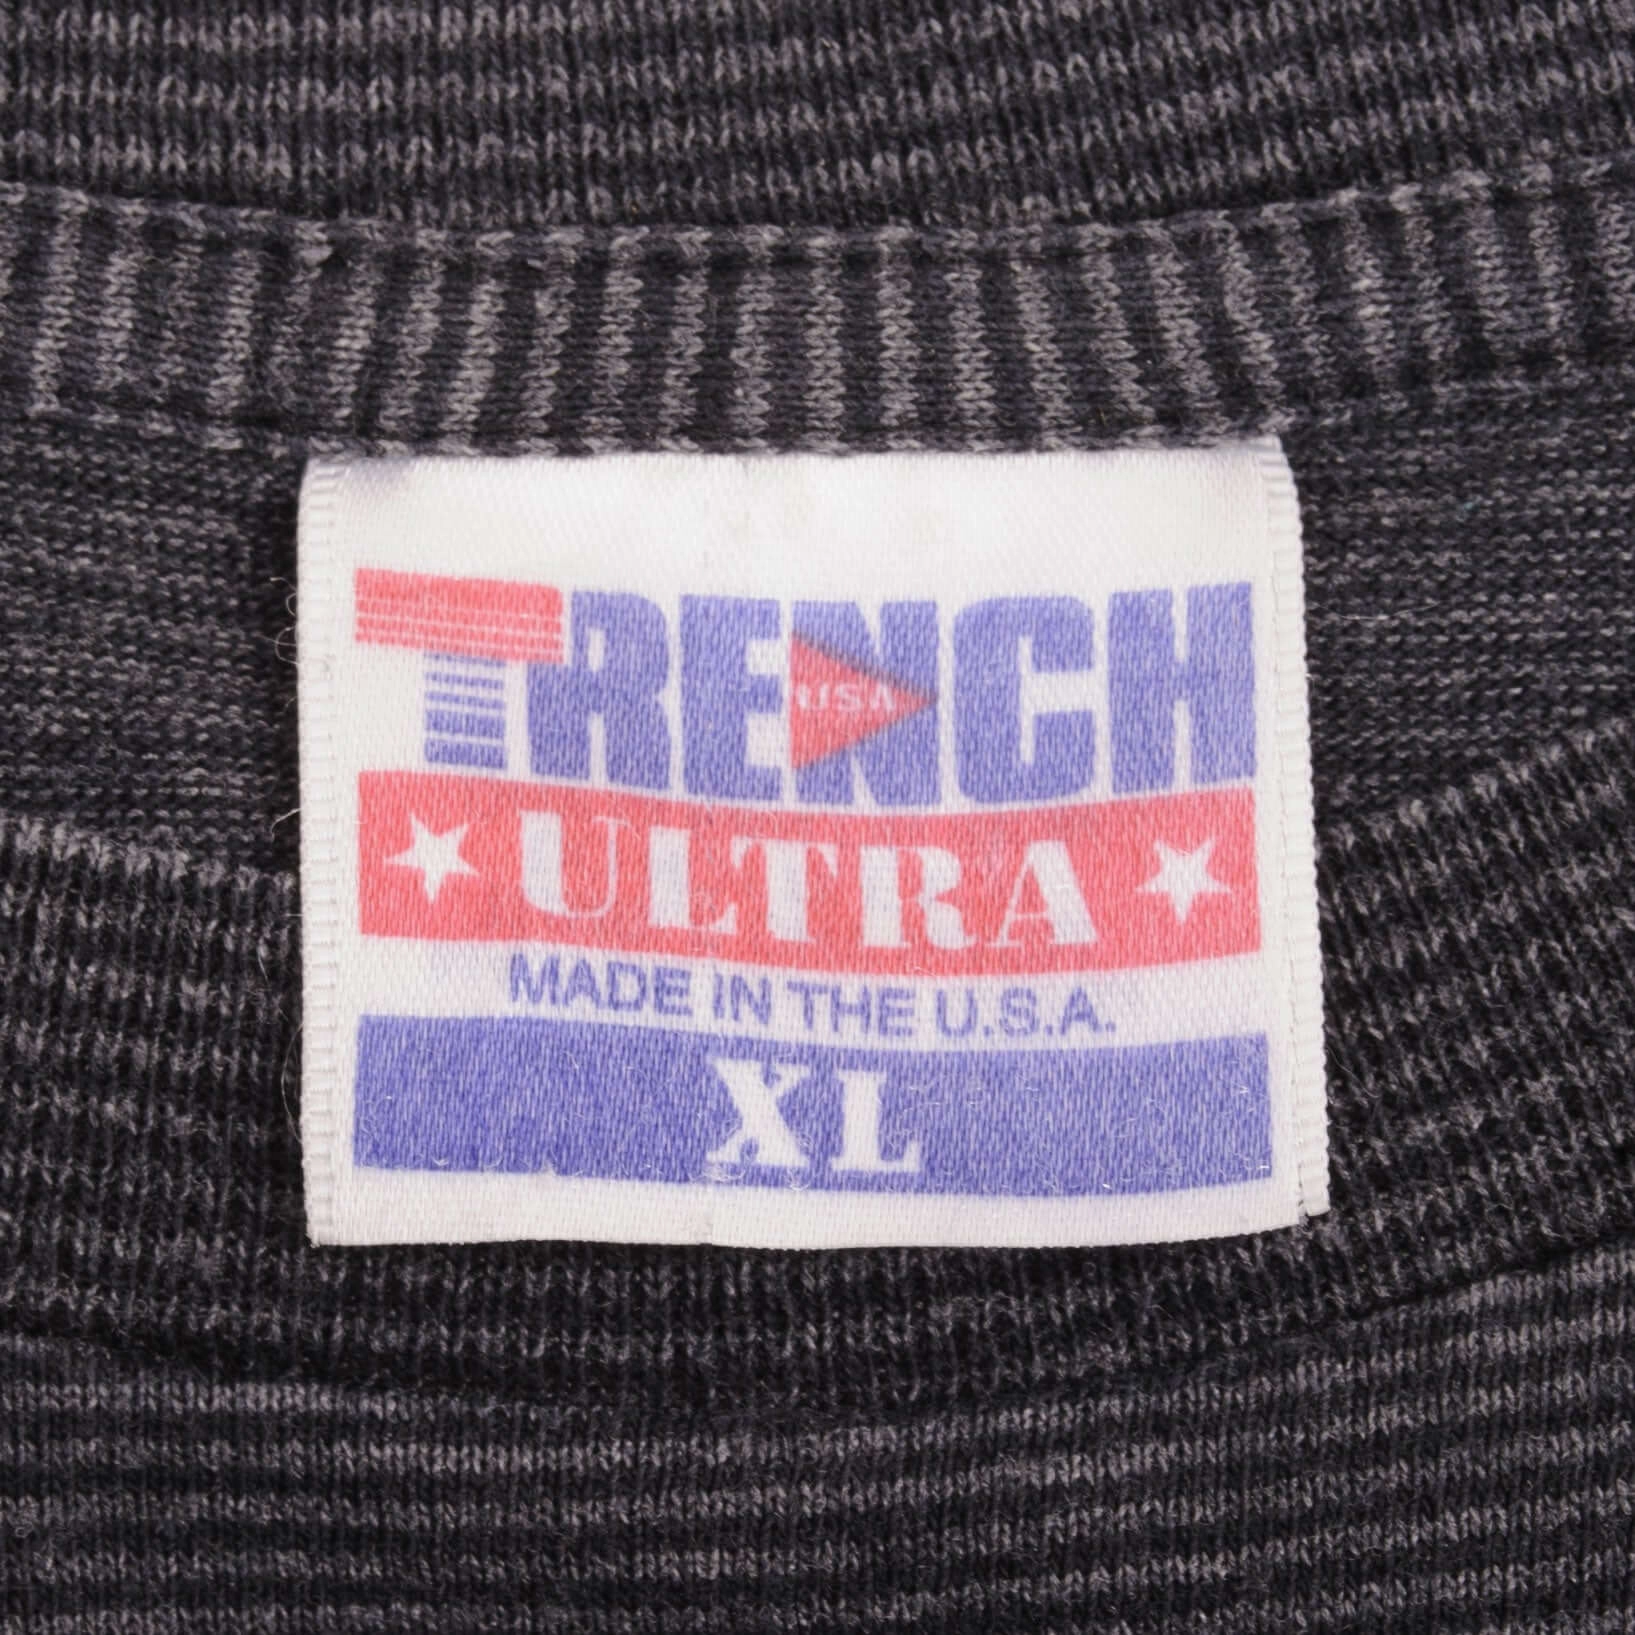 TRENCH
USA
ULTRA
MADE IN THE U.S.A.
XL